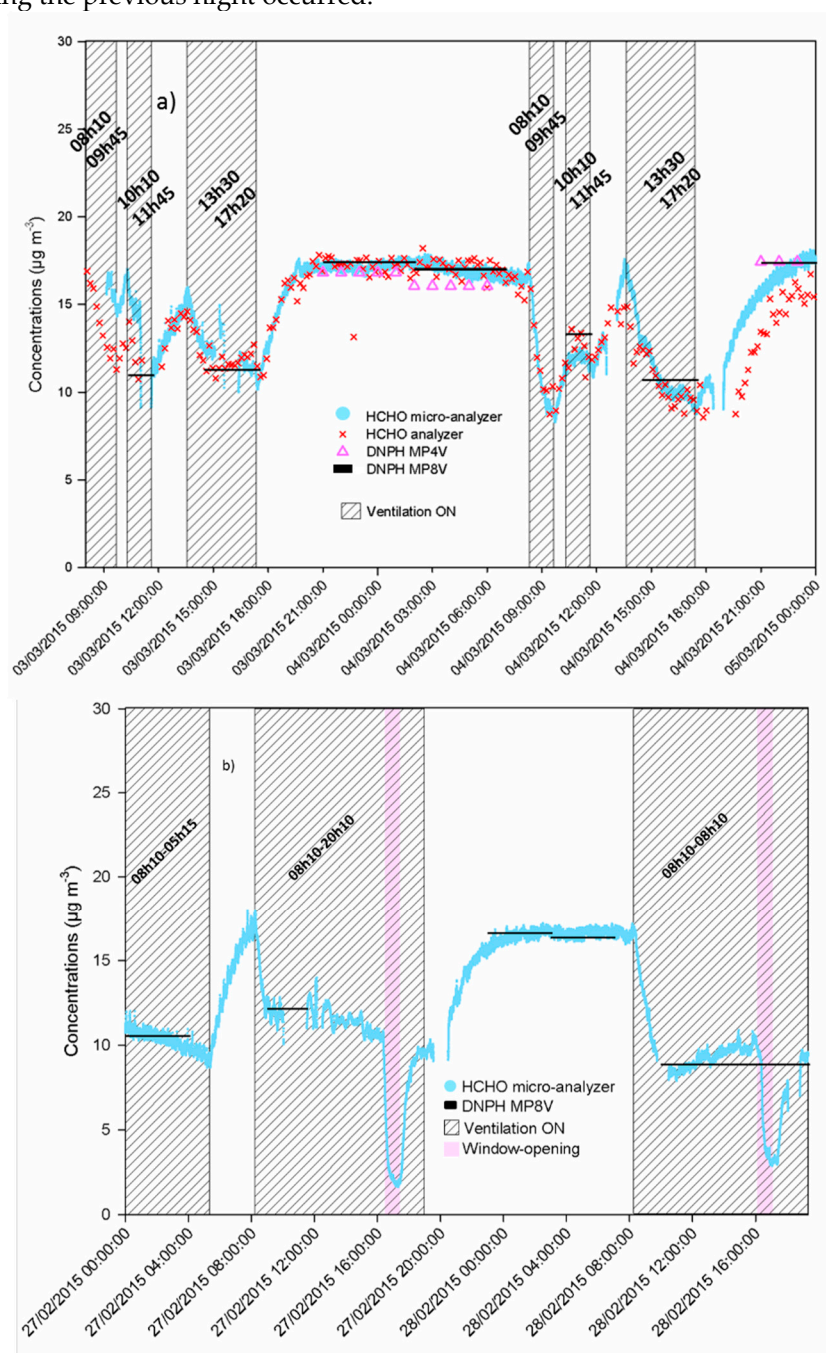 ing the previous night occurred.
a)
30
25
20
15
10
5
0
Concentrations (µg m-3)
08h10
09h45
10h10
11h45
13h30
17h20
08h10
09h45
10h10
11h45
13h30
17h20
HCHO micro-analyzer
HCHO analyzer
DNPH MP4V
DNPH MP8V
Ventilation ON
03/03/2015 09:00:00
03/03/2015 12:00:00
03/03/2015 15:00:00
03/03/2015 18:00:00
03/03/2015 21:00:00
04/03/2015 00:00:00
04/03/2015 03:00:00
04/03/2015 06:00:00
04/03/2015 09:00:00
04/03/2015 12:00:00
04/03/2015 15:00:00
04/03/2015 18:00:00
04/03/2015 21:00:00
05/03/2015 00:00:00
b)
30
25
20
15
10
5
0
Concentrations (µg m-3)
08h10-05h15
08h10-20h10
08h10-08h10
HCHO micro-analyzer
DNPH MP8V
Ventilation ON
Window-opening
27/02/2015 00:00:00
27/02/2015 04:00:00
27/02/2015 08:00:00
27/02/2015 12:00:00
27/02/2015 16:00:00
27/02/2015 20:00:00
28/02/2015 00:00:00
28/02/2015 04:00:00
28/02/2015 08:00:00
28/02/2015 12:00:00
28/02/2015 16:00:00